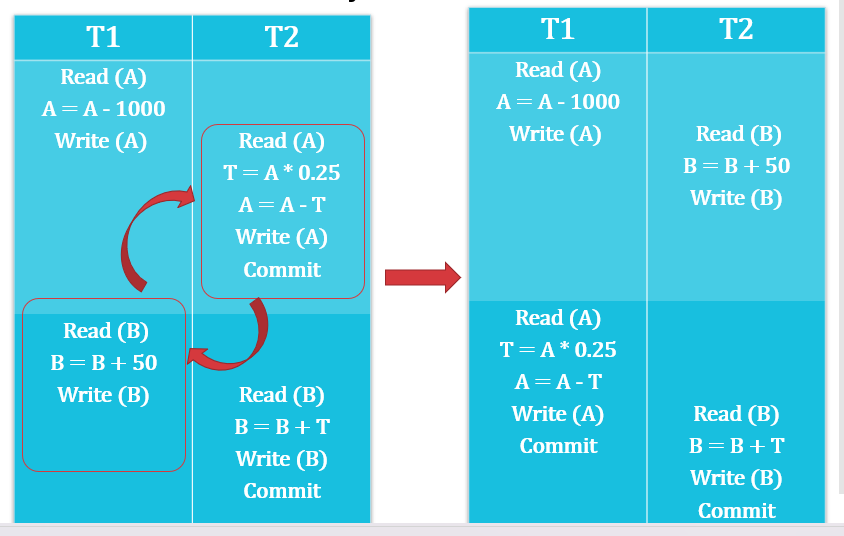 T1
Read (A)
A = A - 1000
Write (A)
Read (B)
B = B + 50
Write (B)
T2
Read (A)
T = A * 0.25
A = A - T
Write (A)
Commit
Read (B)
B = B + T
Write (B)
Commit
T1
Read (A)
A = A - 1000
Write (A)
Read (A)
T = A * 0.25
A = A - T
Write (A)
Commit
T2
Read (B)
B = B + 50
Write (B)
Read (B)
B = B + T
Write (B)
Commit